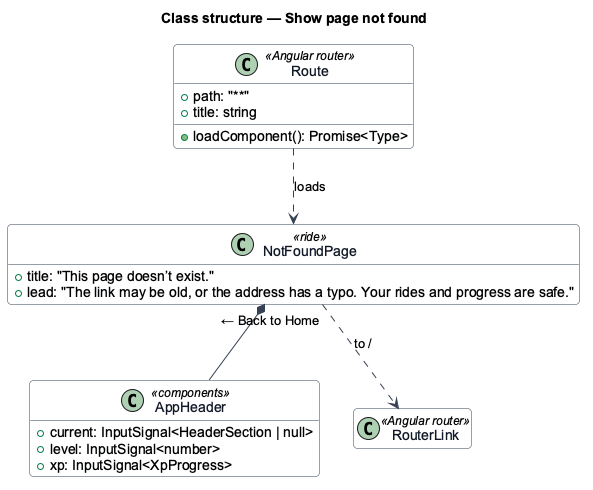 Class structure — Show page not found
C
«Angular router»
Route
path: "**"
title: string
loadComponent(): Promise<Type>
loads
C
«ride»
NotFoundPage
title: "This page doesn’t exist."
lead: "The link may be old, or the address has a typo. Your rides and progress are safe."
← Back to Home
to /
C
«components»
AppHeader
current: InputSignal<HeaderSection | null>
level: InputSignal<number>
xp: InputSignal<XpProgress>
C
«Angular router»
RouterLink